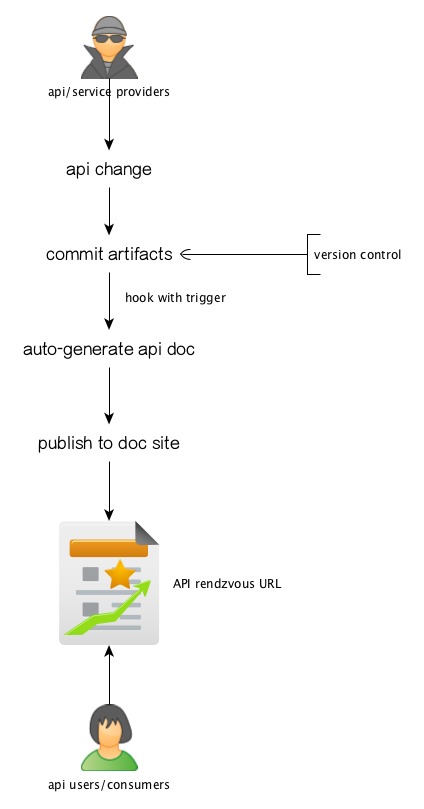 api/service providers
api change
commit artifacts
version control
hook with trigger
auto-generate api doc
publish to doc site
API rendzvous URL
api users/consumers